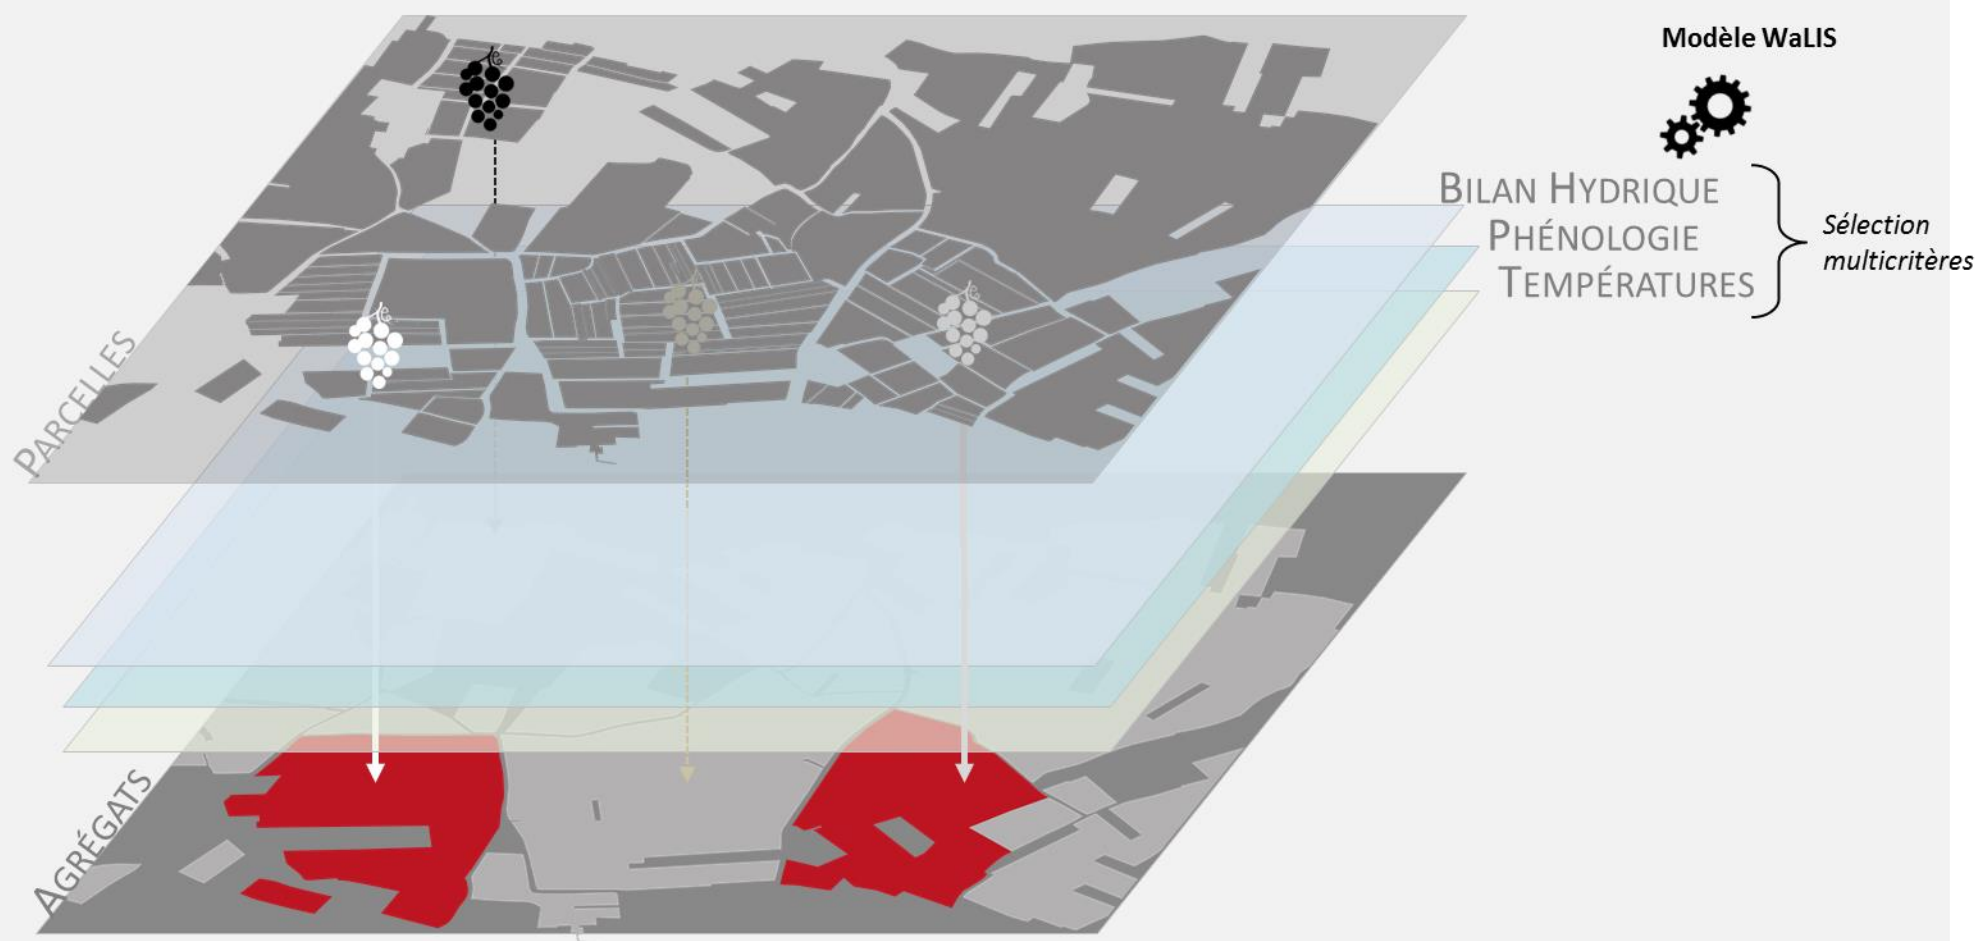 Modèle WaLIS
BILAN HYDRIQUE
PHÉNOLOGIE
TEMPÉRATURES
Sélection
multicritères
PARCELLES
AGRÉGATS